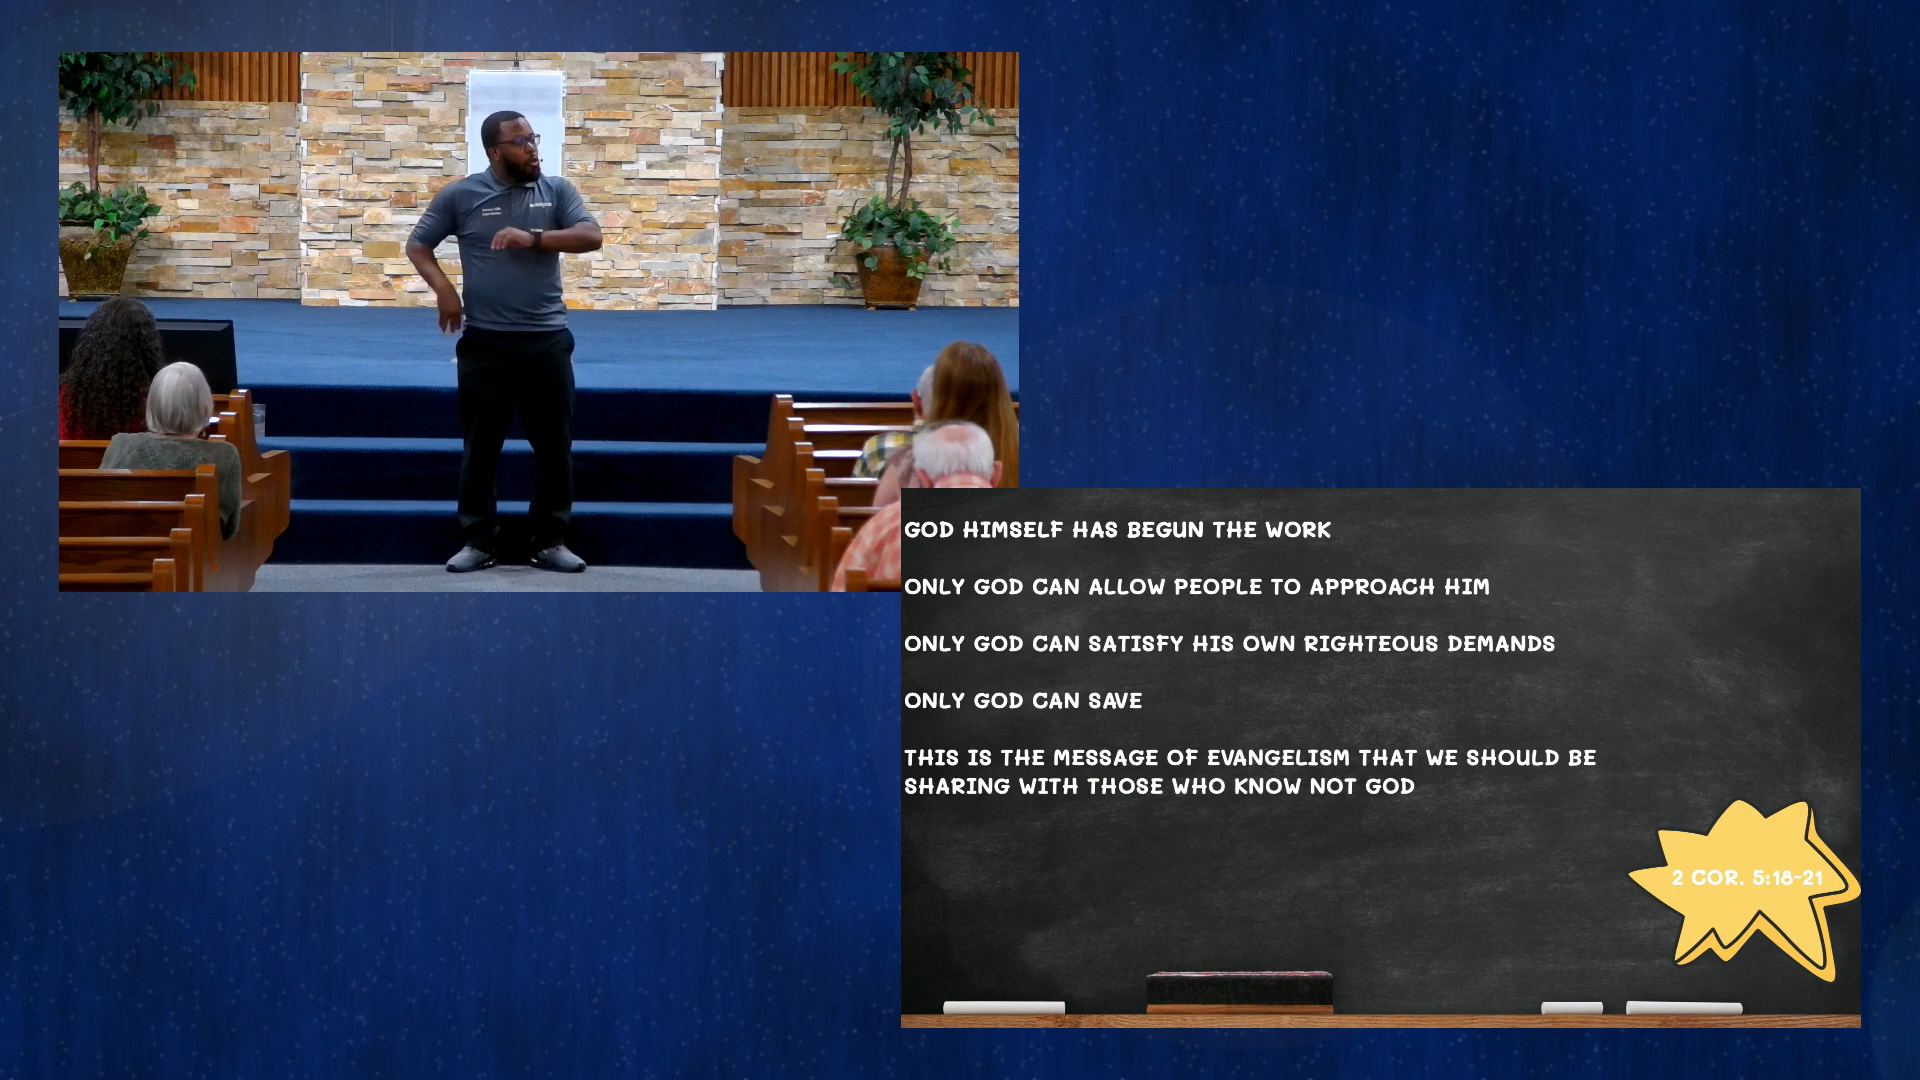 GOD HIMSELF HAS BEGUN THE WORK
ONLY GOD CAN ALLOW PEOPLE TO APPROACH HIM
ONLY GOD CAN SATISFY HIS OWN RIGHTEOUS DEMANDS
ONLY GOD CAN SAVE
THIS IS THE MESSAGE OF EVANGELISM THAT WE SHOULD BE
SHARING WITH THOSE WHO KNOW NOT GOD
2 COR. 5:18-21